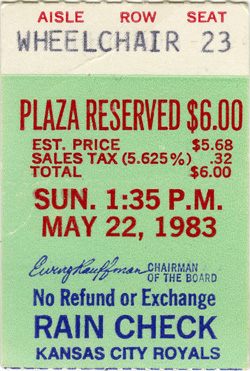 AISLE ROW SEAT
WHEELCHAIR 23
PLAZA RESERVED $6.00
EST. PRICE $5.68
SALES TAX (5.625%) .32
TOTAL $6.00
SUN. 1:35 P.M.
MAY 22, 1983
Ewing Kauffman CHAIRMAN OF THE BOARD
No Refund or Exchange
RAIN CHECK
KANSAS CITY ROYALS